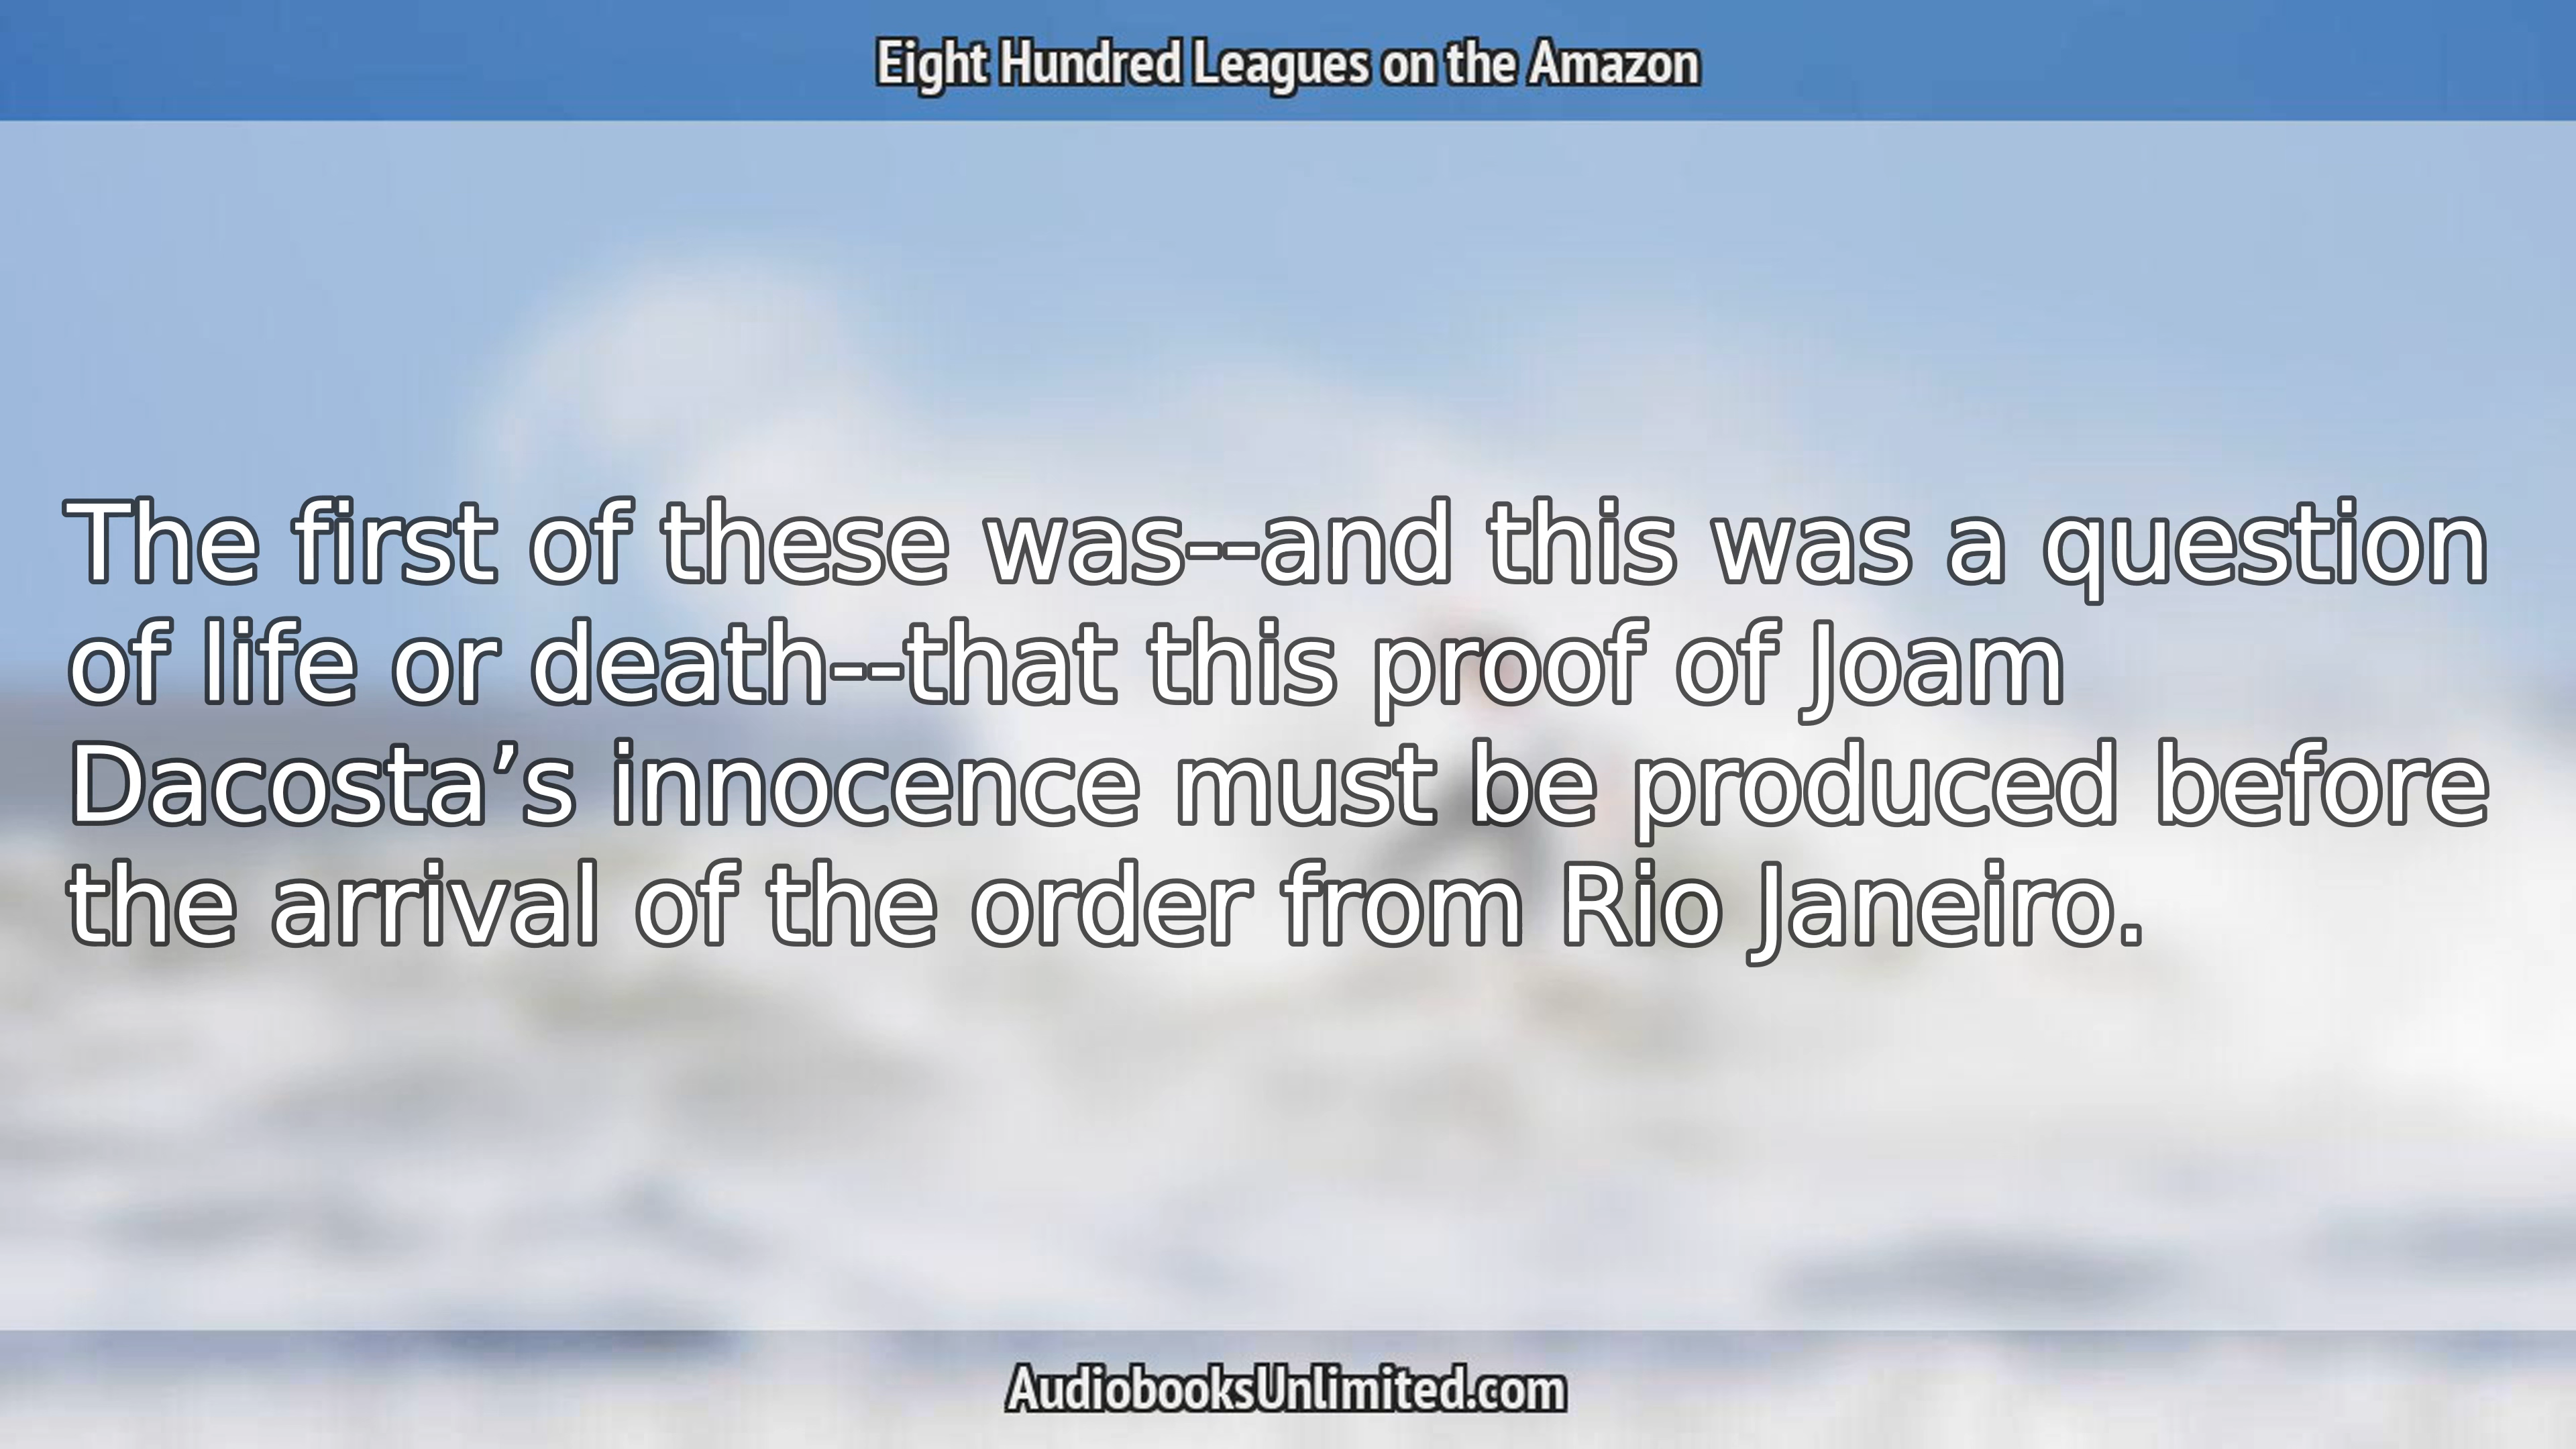 Eight Hundred Leagues on the Amazon
The first of these was--and this was a question
of life or death--that this proof of Joam
Dacosta’s innocence must be produced before
the arrival of the order from Rio Janeiro.
AudiobooksUnlimited.com